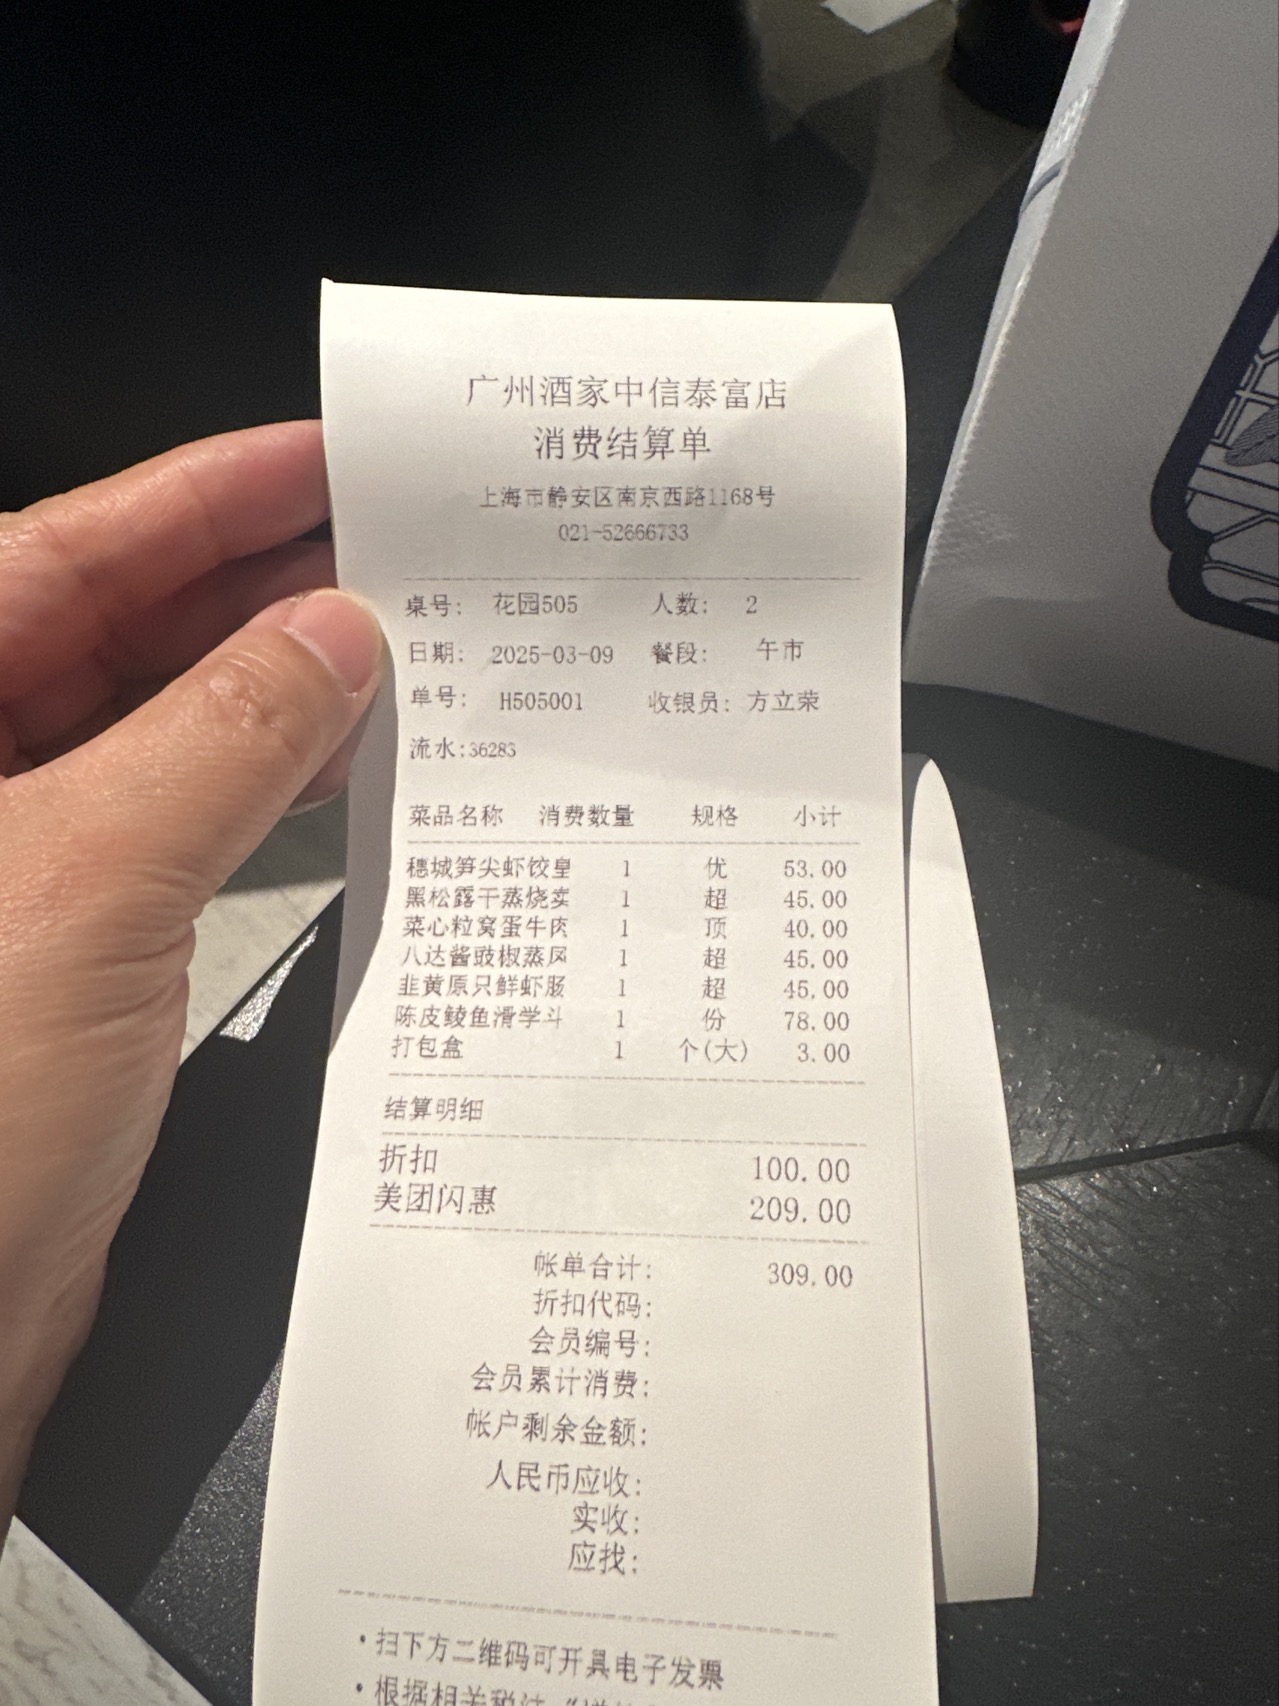 广州酒家中信泰富店
消费结算单
上海市静安区南京西路1168号
021-52666733
桌号: 花园505 人数: 2
日期: 2025-03-09 餐段: 午市
单号: H505001 收银员: 方立荣
流水:36283
菜品名称 消费数量 规格 小计
穗城笋尖虾饺皇 1 优 53.00
黑松露干蒸烧卖 1 超 45.00
菜心粒窝蛋牛肉 1 顶 40.00
八达酱豉椒蒸凤 1 超 45.00
韭黄原只鲜虾肠 1 超 45.00
陈皮鲮鱼滑学斗 1 份 78.00
打包盒 1 个(大) 3.00
结算明细
折扣 100.00
美团闪惠 209.00
帐单合计: 309.00
折扣代码:
会员编号:
会员累计消费:
帐户剩余金额:
人民币应收:
实收:
应找:
·扫下方二维码可开具电子发票
·根据相关税法